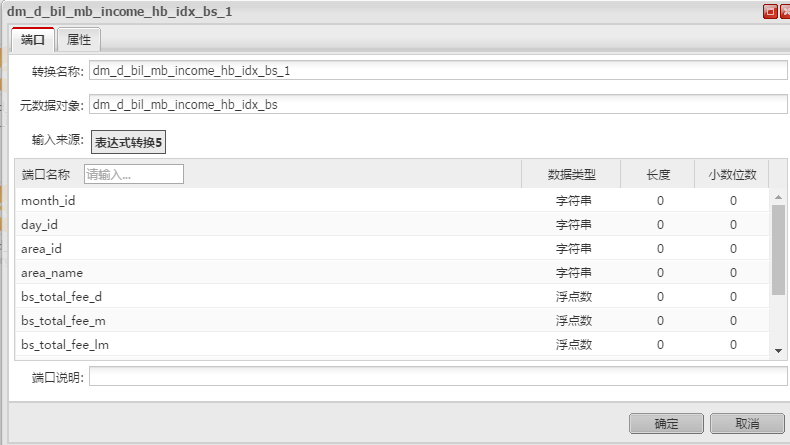 dm_d_bil_mb_income_hb_idx_bs_1
端口 属性
转换名称: dm_d_bil_mb_income_hb_idx_bs_1
元数据对象: dm_d_bil_mb_income_hb_idx_bs
输入来源: 表达式转换5
端口名称 请输入... 数据类型 长度 小数位数
month_id 字符串 0 0
day_id 字符串 0 0
area_id 字符串 0 0
area_name 字符串 0 0
bs_total_fee_d 浮点数 0 0
bs_total_fee_m 浮点数 0 0
bs_total_fee_lm 浮点数 0 0
端口说明:
确定 取消